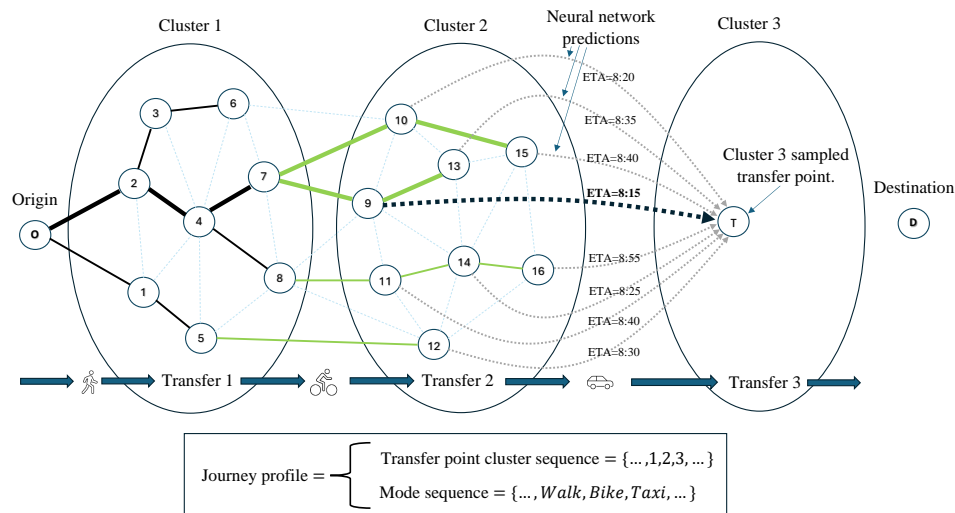 Cluster 1
Cluster 2
Neural network
predictions
Cluster 3
ETA=8:20
ETA=8:35
ETA=8:40
ETA=8:15
ETA=8:55
ETA=8:25
ETA=8:40
ETA=8:30
Cluster 3 sampled
transfer point.
Origin
Destination
O
1
2
3
4
5
6
7
8
9
10
11
12
13
14
15
16
T
D
Transfer 1
Transfer 2
Transfer 3
Journey profile =
Transfer point cluster sequence = {… ,1,2,3, … }
Mode sequence = {… , Walk, Bike, Taxi, … }